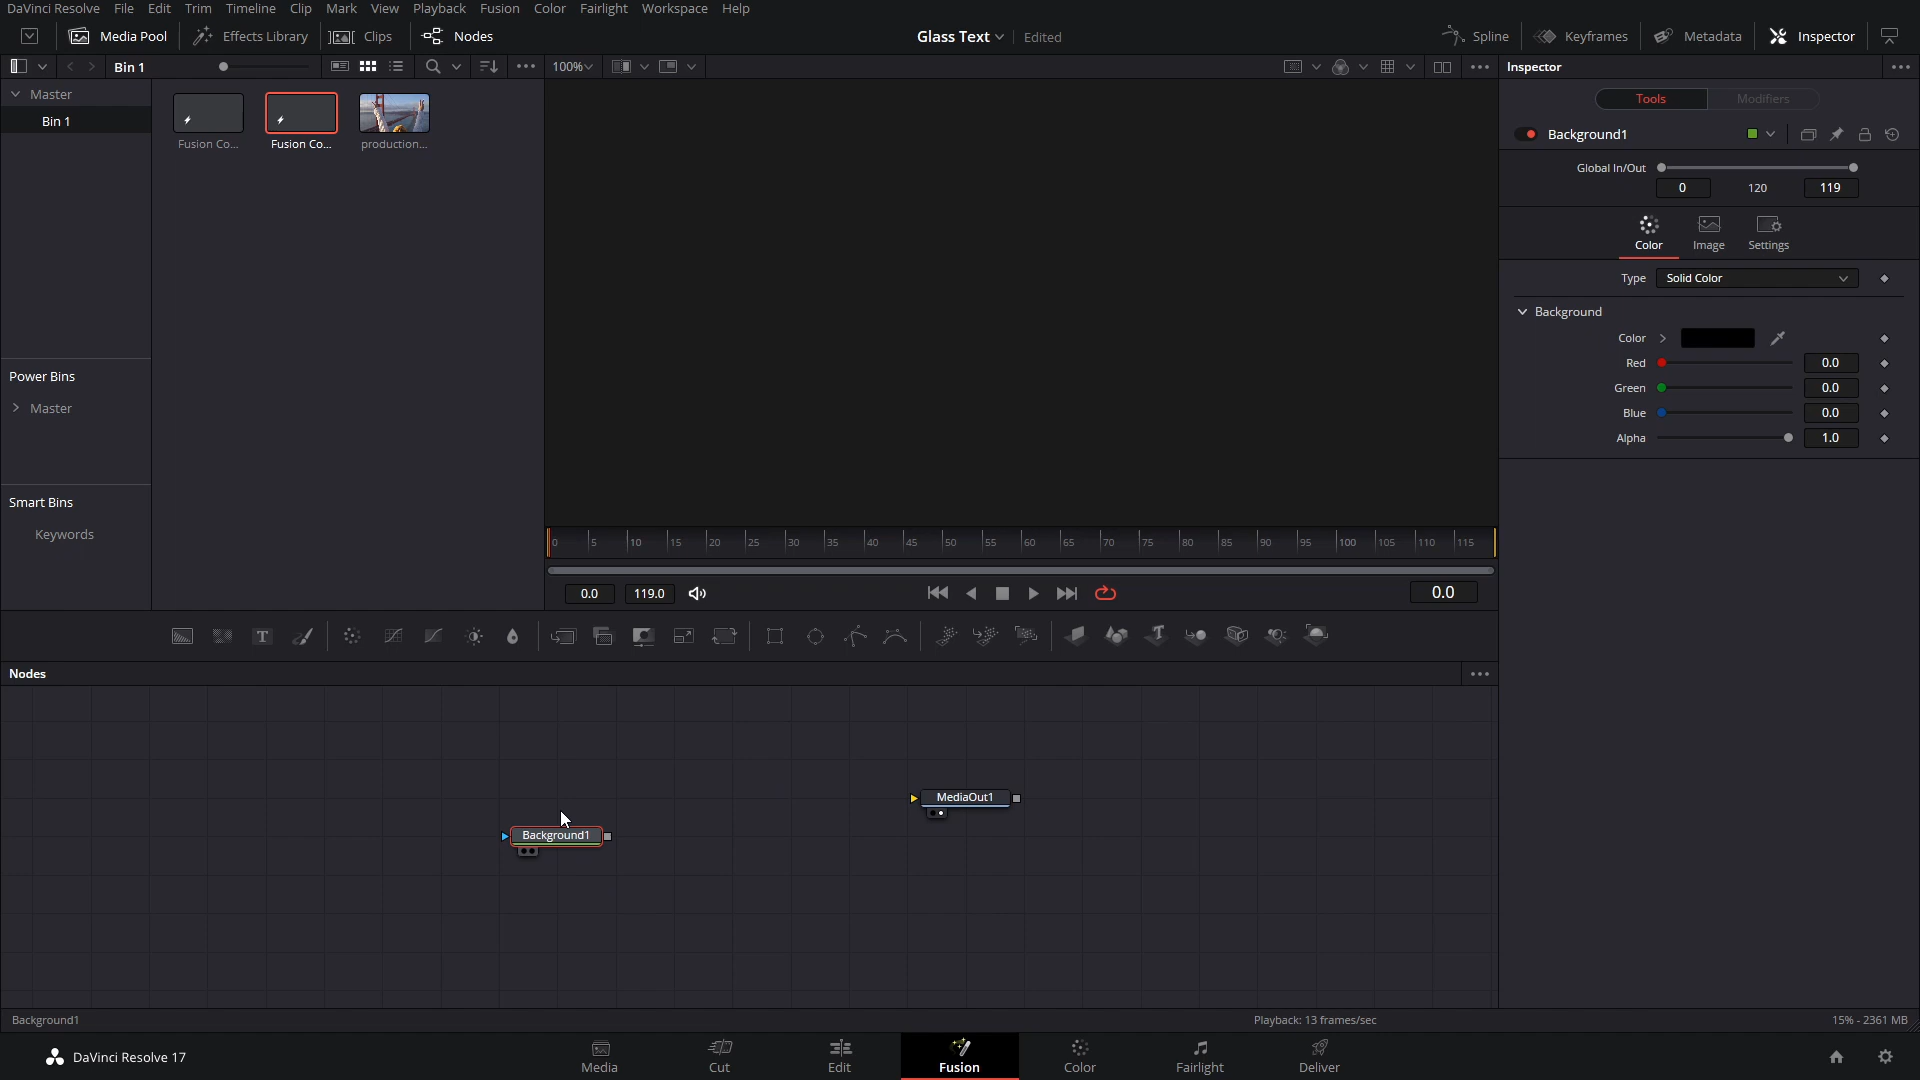 DaVinci Resolve File Edit Trim Timeline Clip Mark View Playback Fusion Color Fairlight Workspace Help
Media Pool Effects Library Clips Nodes Glass Text Edited Spline Keyframes Metadata Inspector
Bin 1 100% Inspector
Master
Bin 1
Fusion Co... Fusion Co... production...
Power Bins
Master
Smart Bins
Keywords
Tools Modifiers
Background1
Global In/Out
0 120 119
Color Image Settings
Type Solid Color
Background
Color
Red 0.0
Green 0.0
Blue 0.0
Alpha 1.0
0 5 10 15 20 25 30 35 40 45 50 55 60 65 70 75 80 85 90 95 100 105 110 115
0.0 119.0 0.0
T T
Nodes
MediaOut1
Background1
Background1 Playback: 13 frames/sec 15% - 2361 MB
DaVinci Resolve 17 Media Cut Edit Fusion Color Fairlight Deliver